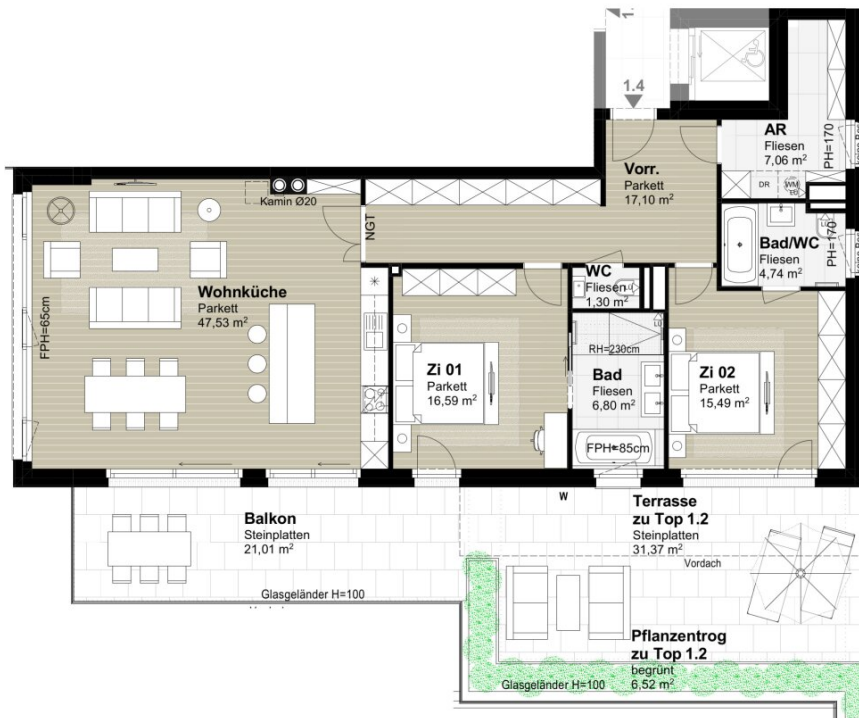 1.4
AR
Fliesen
7,06 m²
PH=170
DR
WM
Vorr.
Parkett
17,10 m²
Kamin Ø20
NGT
Bad/WC
Fliesen
4,74 m²
PH=170
WC
Fliesen
1,30 m²
Wohnküche
Parkett
47,53 m²
FPH=65cm
Zi 01
Parkett
16,59 m²
RH=230cm
Bad
Fliesen
6,80 m²
FPH=85cm
Zi 02
Parkett
15,49 m²
W
Balkon
Steinplatten
21,01 m²
Glasgeländer H=100
Terrasse
zu Top 1.2
Steinplatten
31,37 m²
Vordach
Pflanzentrog
zu Top 1.2
begrünt
6,52 m²
Glasgeländer H=100